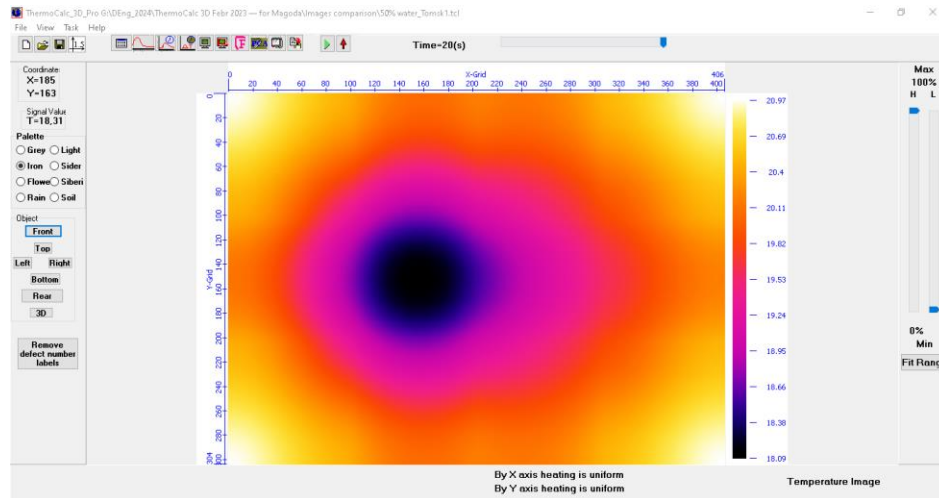 ThermoCalc_3D_Pro G:\DEng_2024\ThermoCalc 3D Febr 2023 — for Magoda\Images comparison\50% water_Tomsk1.tcl
File View Task Help
Time=20(s)
Coordinate
X=185
Y=163
Signal Value
T=18,31
Palette
Grey Light
Iron Sider
Flowe Siberi
Rain Soil
Object
Front
Top
Left Right
Bottom
Rear
3D
Remove
defect number
labels
X-Grid
0 406
20 40 60 80 100 120 140 160 180 200 220 240 260 280 300 320 340 360 380 400
Y-Grid
0
20
40
60
80
100
120
140
160
180
200
220
240
260
280
300
304
20.97
20.69
20.4
20.11
19.82
19.53
19.24
18.95
18.66
18.38
18.09
Max
100%
H L
0%
Min
Fit Rang
By X axis heating is uniform
By Y axis heating is uniform
Temperature Image